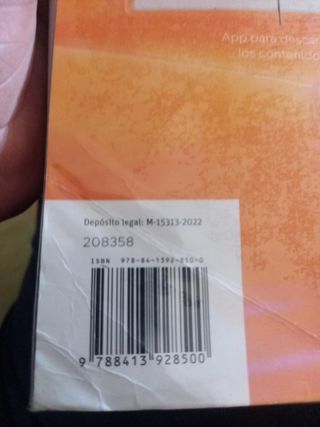 App para descar
los contenido
Depósito legal: M-15313-2022
208358
ISBN 978-84-1392-850-0
9 788413 928500